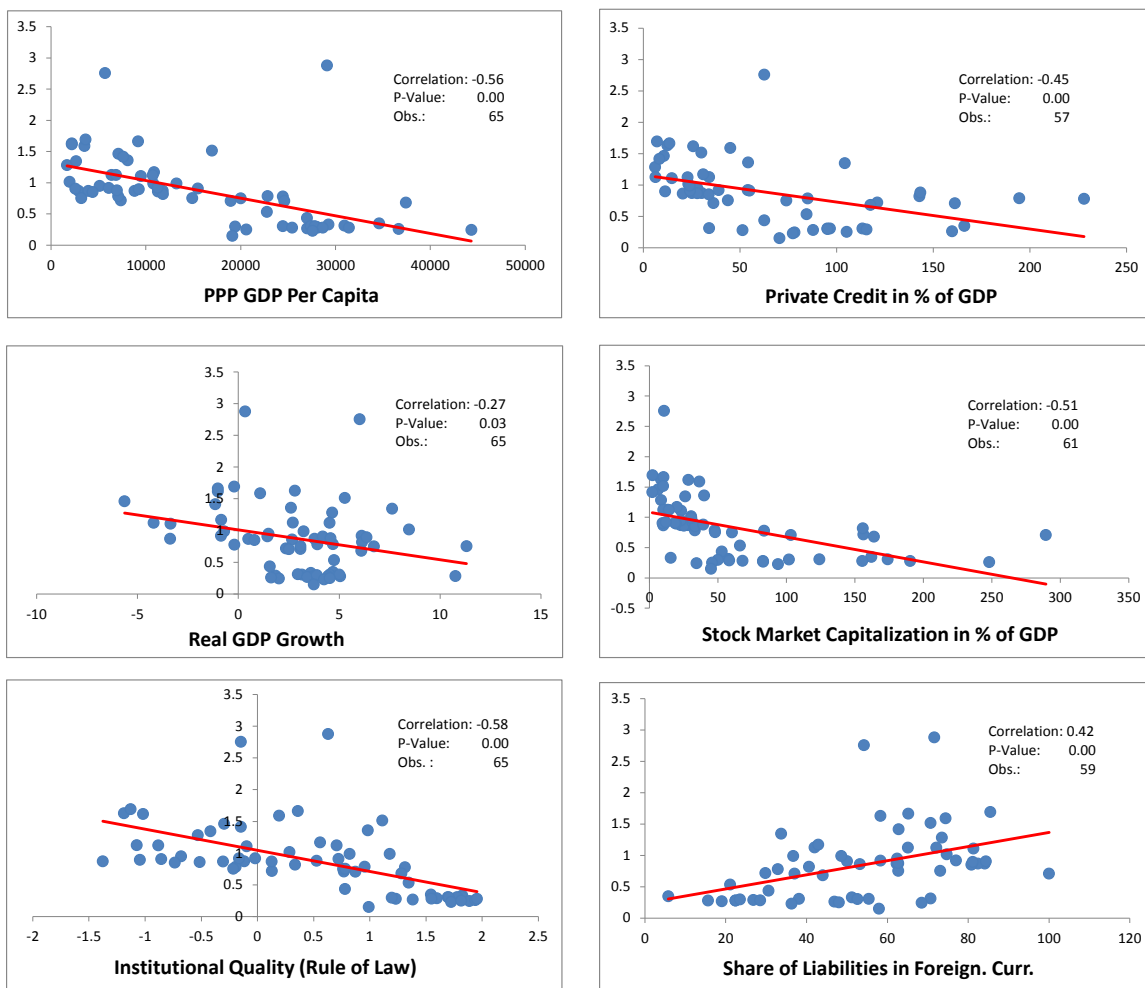 3.5
3
2.5
2
1.5
1
0.5
0
0 10000 20000 30000 40000 50000
Correlation: -0.56
P-Value: 0.00
Obs.: 65
PPP GDP Per Capita
3.5
3
2.5
2
1.5
1
0.5
0
0 50 100 150 200 250
Correlation: -0.45
P-Value: 0.00
Obs.: 57
Private Credit in % of GDP
3.5
3
2.5
2
1.5
1
0.5
0
-10 -5 0 5 10 15
Correlation: -0.27
P-Value: 0.03
Obs.: 65
Real GDP Growth
3.5
3
2.5
2
1.5
1
0.5
0
-0.5
0 50 100 150 200 250 300 350
Correlation: -0.51
P-Value: 0.00
Obs.: 61
Stock Market Capitalization in % of GDP
3.5
3
2.5
2
1.5
1
0.5
0
-2 -1.5 -1 -0.5 0 0.5 1 1.5 2 2.5
Correlation: -0.58
P-Value: 0.00
Obs. : 65
Institutional Quality (Rule of Law)
3.5
3
2.5
2
1.5
1
0.5
0
0 20 40 60 80 100 120
Correlation: 0.42
P-Value: 0.00
Obs.: 59
Share of Liabilities in Foreign. Curr.